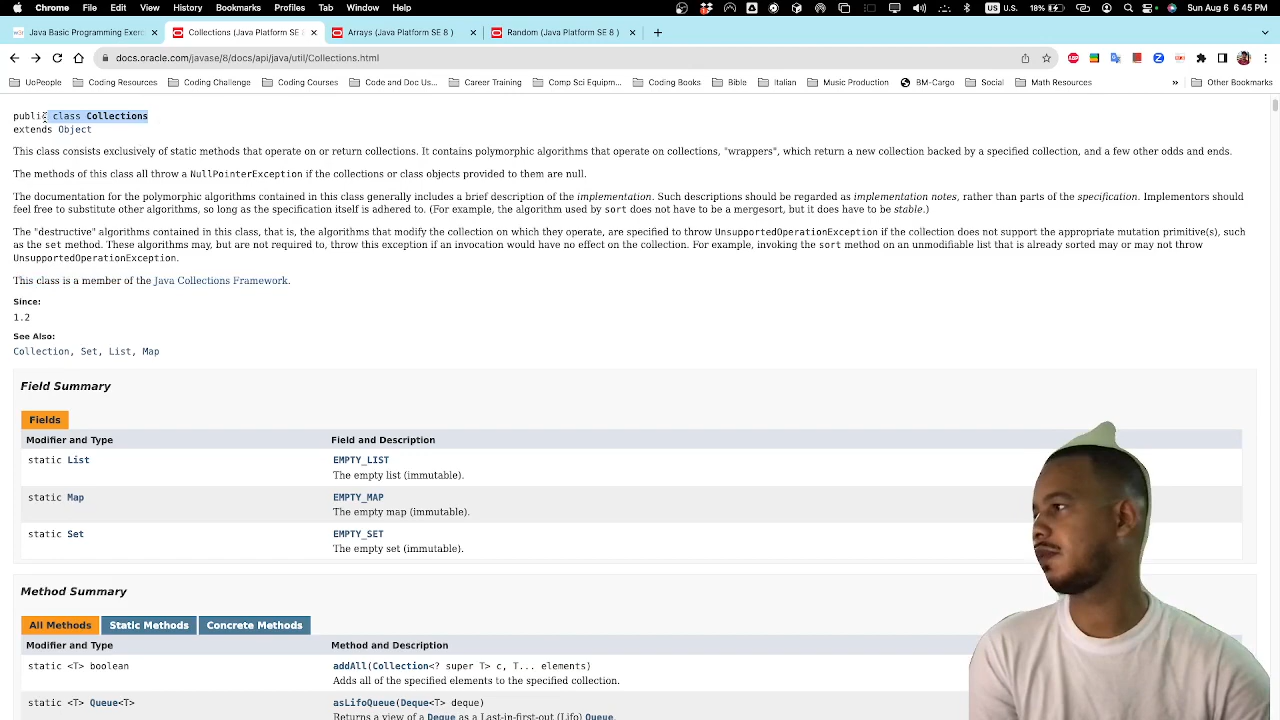 Chrome File Edit View History Bookmarks Profiles Tab Window Help U.S. 18% Sun Aug 6 6:45 PM
Java Basic Programming Exer Collections (Java Platform SE 8 Arrays (Java Platform SE 8 ) Random (Java Platform SE 8 )
docs.oracle.com/javase/8/docs/api/java/util/Collections.html
UoPeople Coding Resources Coding Challenge Coding Courses Code and Doc Us... Career Training Comp Sci Equipm... Coding Books Bible Italian Music Production BM-Cargo Social Math Resources Other Bookmarks
public class Collections
extends Object
This class consists exclusively of static methods that operate on or return collections. It contains polymorphic algorithms that operate on collections, "wrappers", which return a new collection backed by a specified collection, and a few other odds and ends.
The methods of this class all throw a NullPointerException if the collections or class objects provided to them are null.
The documentation for the polymorphic algorithms contained in this class generally includes a brief description of the implementation. Such descriptions should be regarded as implementation notes, rather than parts of the specification. Implementors should
feel free to substitute other algorithms, so long as the specification itself is adhered to. (For example, the algorithm used by sort does not have to be a mergesort, but it does have to be stable.)
The "destructive" algorithms contained in this class, that is, the algorithms that modify the collection on which they operate, are specified to throw UnsupportedOperationException if the collection does not support the appropriate mutation primitive(s), such
as the set method. These algorithms may, but are not required to, throw this exception if an invocation would have no effect on the collection. For example, invoking the sort method on an unmodifiable list that is already sorted may or may not throw
UnsupportedOperationException.
This class is a member of the Java Collections Framework.
Since:
1.2
See Also:
Collection, Set, List, Map
Field Summary
Fields
Modifier and Type Field and Description
static List EMPTY_LIST
The empty list (immutable).
static Map EMPTY_MAP
The empty map (immutable).
static Set EMPTY_SET
The empty set (immutable).
Method Summary
All Methods Static Methods Concrete Methods
Modifier and Type Method and Description
static <T> boolean addAll(Collection<? super T> c, T... elements)
Adds all of the specified elements to the specified collection.
static <T> Queue<T> asLifoQueue(Deque<T> deque)
Returns a view of a Deque as a Last-in-first-out (Lifo) Queue.